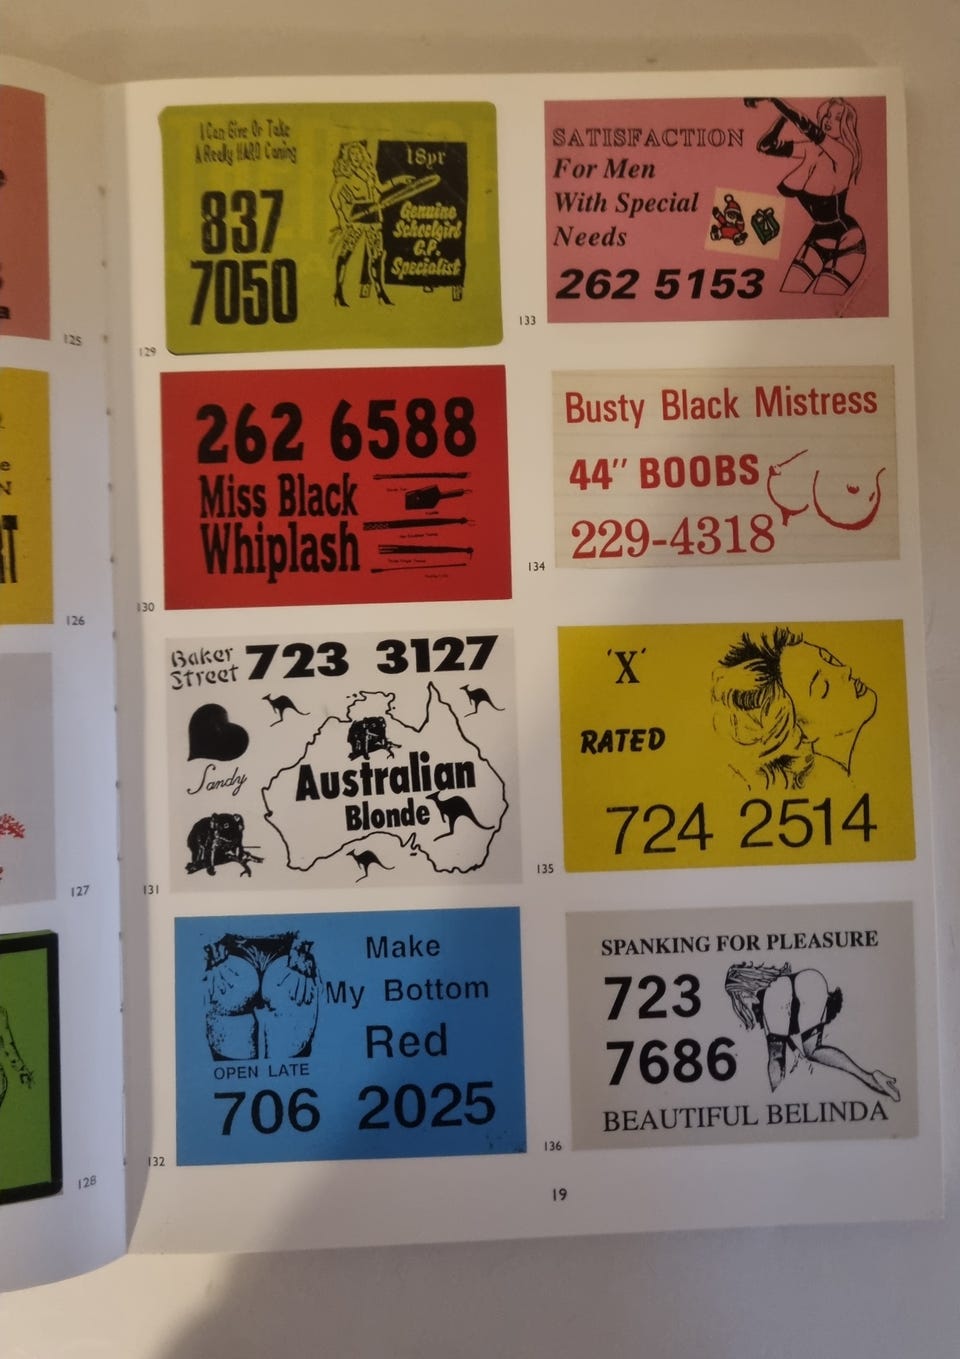 125
126
127
128
I Can Give Or Take
A Really HARD Caning
837
7050
18yr
Genuine
Schoolgirl
C.P.
Specialist
129
262 6588
Miss Black
Whiplash
130
Baker
Street
723 3127
Sandy
Australian
Blonde
131
Make
My Bottom
Red
OPEN LATE
706 2025
132
SATISFACTION
For Men
With Special
Needs
262 5153
133
Busty Black Mistress
44" BOOBS
229-4318
134
'X'
RATED
724 2514
135
SPANKING FOR PLEASURE
723
7686
BEAUTIFUL BELINDA
136
19